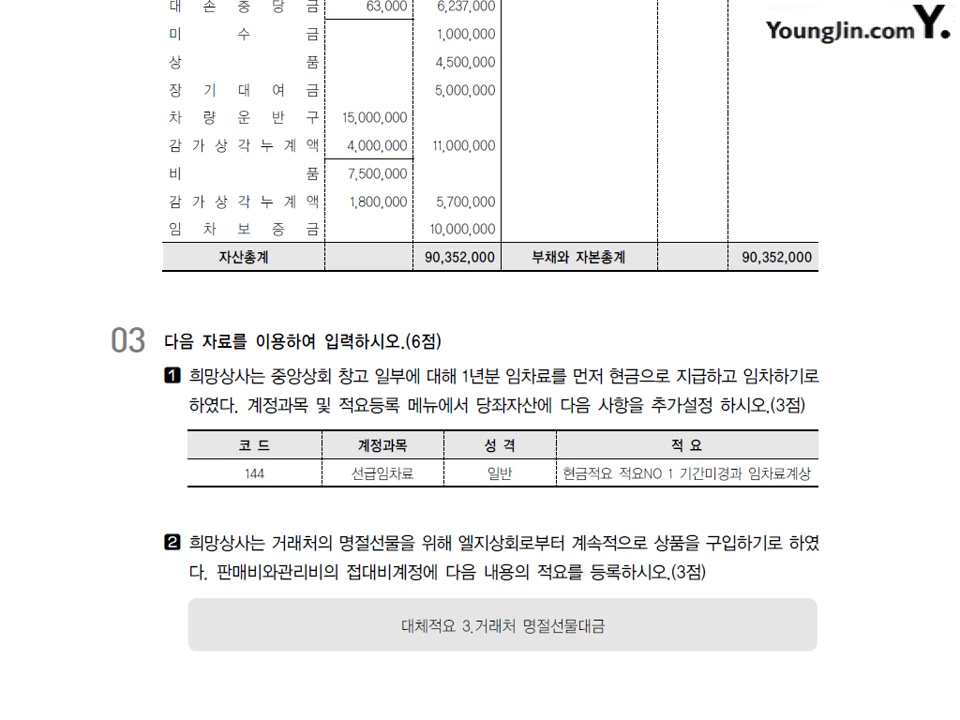 대손충당금 63,000 6,237,000
YoungJin.com Y.
미수금 1,000,000
상품 4,500,000
장기대여금 5,000,000
차량운반구 15,000,000
감가상각누계액 4,000,000 11,000,000
비품 7,500,000
감가상각누계액 1,800,000 5,700,000
임차보증금 10,000,000
자산총계 90,352,000 부채와 자본총계 90,352,000
03 다음 자료를 이용하여 입력하시오.(6점)
1 희망상사는 중앙상회 창고 일부에 대해 1년분 임차료를 먼저 현금으로 지급하고 임차하기로
하였다. 계정과목 및 적요등록 메뉴에서 당좌자산에 다음 사항을 추가설정 하시오.(3점)
코드 계정과목 성격 적요
144 선급임차료 일반 현금적요 적요NO 1 기간미경과 임차료계상
2 희망상사는 거래처의 명절선물을 위해 엘지상회로부터 계속적으로 상품을 구입하기로 하였
다. 판매비와관리비의 접대비계정에 다음 내용의 적요를 등록하시오.(3점)
대체적요 3.거래처 명절선물대금